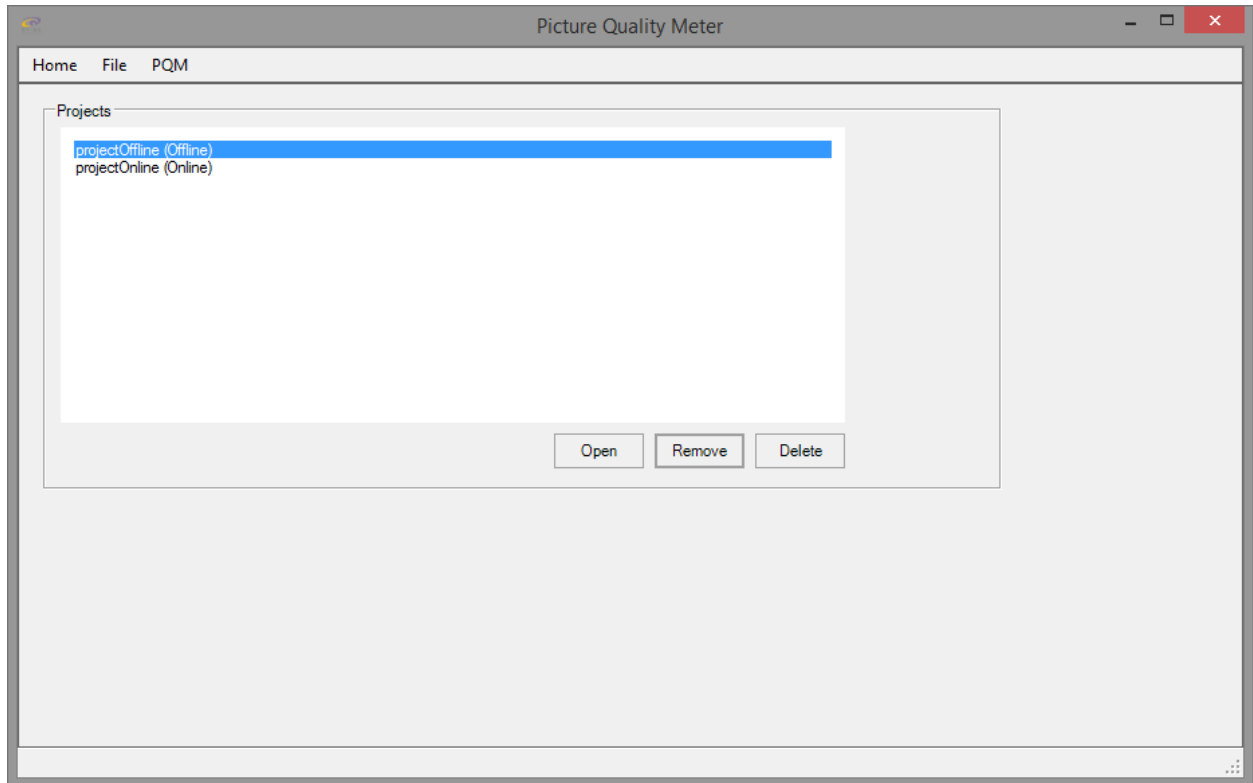 Picture Quality Meter
Home File PQM
Projects
projectOffline (Offline)
projectOnline (Online)
Open Remove Delete